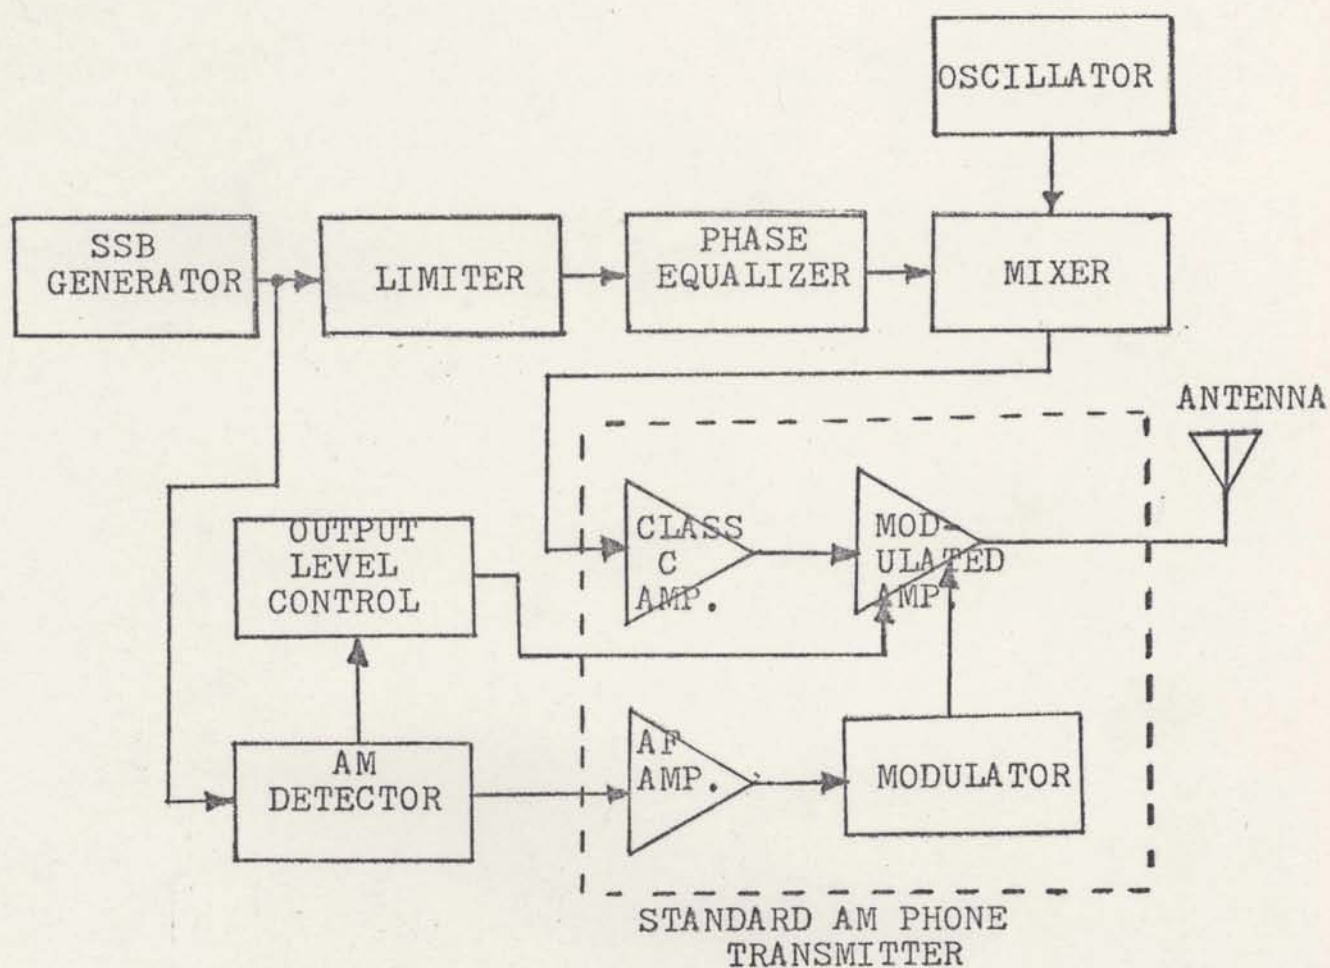 OSCILLATOR
SSB
GENERATOR
LIMITER
PHASE
EQUALIZER
MIXER
ANTENNA
OUTPUT
LEVEL
CONTROL
CLASS
C
AMP.
MOD-
ULATED
AMP.
AM
DETECTOR
AF
AMP.
MODULATOR
STANDARD AM PHONE
TRANSMITTER